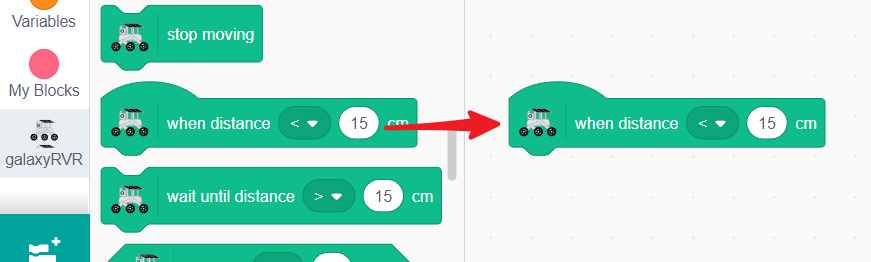 Variables
My Blocks
galaxyRVR
stop moving
when distance < 15 cm
wait until distance > 15 cm
when distance < 15 cm